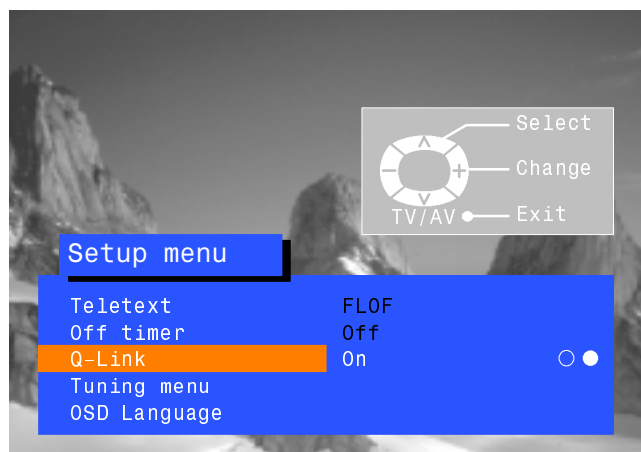 Select
Change
TV/AV Exit
Setup menu
Teletext FLOF
Off timer Off
Q-Link On
Tuning menu
OSD Language